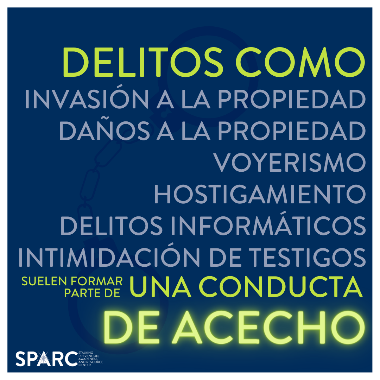 DELITOS COMO
INVASIÓN A LA PROPIEDAD
DAÑOS A LA PROPIEDAD
VOYERISMO
HOSTIGAMIENTO
DELITOS INFORMÁTICOS
INTIMIDACIÓN DE TESTIGOS
SUELEN FORMAR
PARTE DE UNA CONDUCTA
DE ACECHO
SPARC